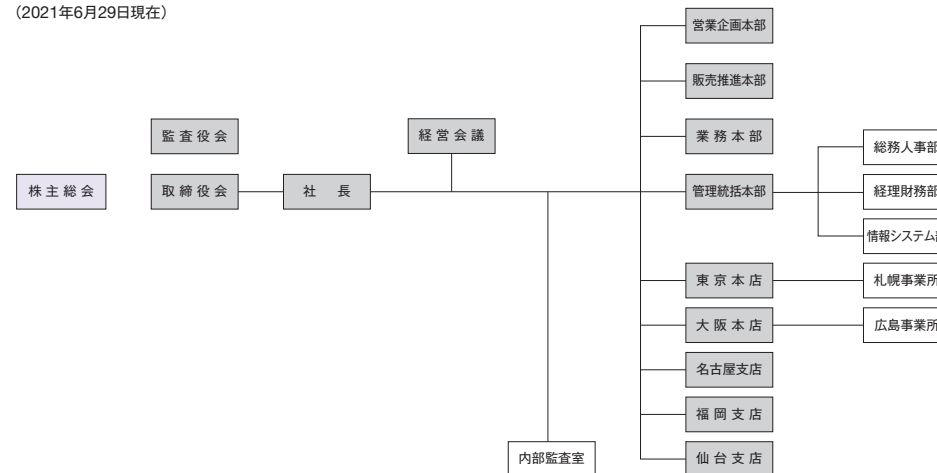 （2021年6月29日現在）
営業企画本部
販売推進本部
監査役会
経営会議
業務本部
総務人事部
株主総会
取締役会
社長
管理統括本部
経理財務部
情報システム
東京本店
札幌事業所
大阪本店
広島事業所
名古屋支店
福岡支店
内部監査室
仙台支店